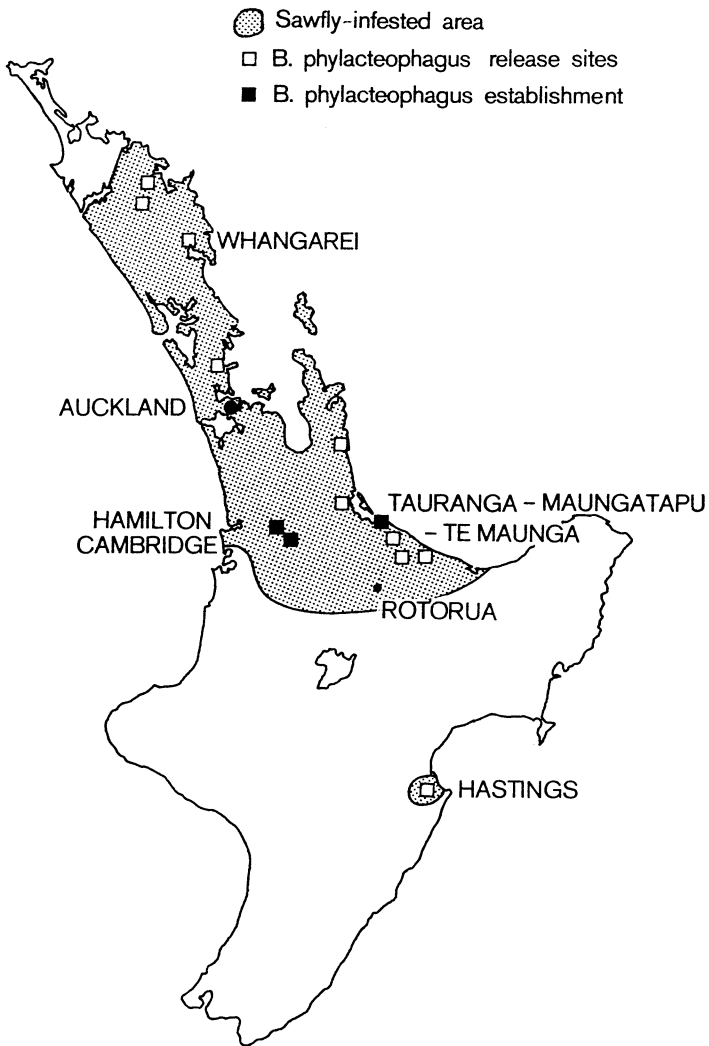 Sawfly-infested area
B. phylacteophagus release sites
B. phylacteophagus establishment
WHANGAREI
AUCKLAND
TAURANGA – MAUNGATAPU
– TE MAUNGA
HAMILTON
CAMBRIDGE
ROTORUA
HASTINGS